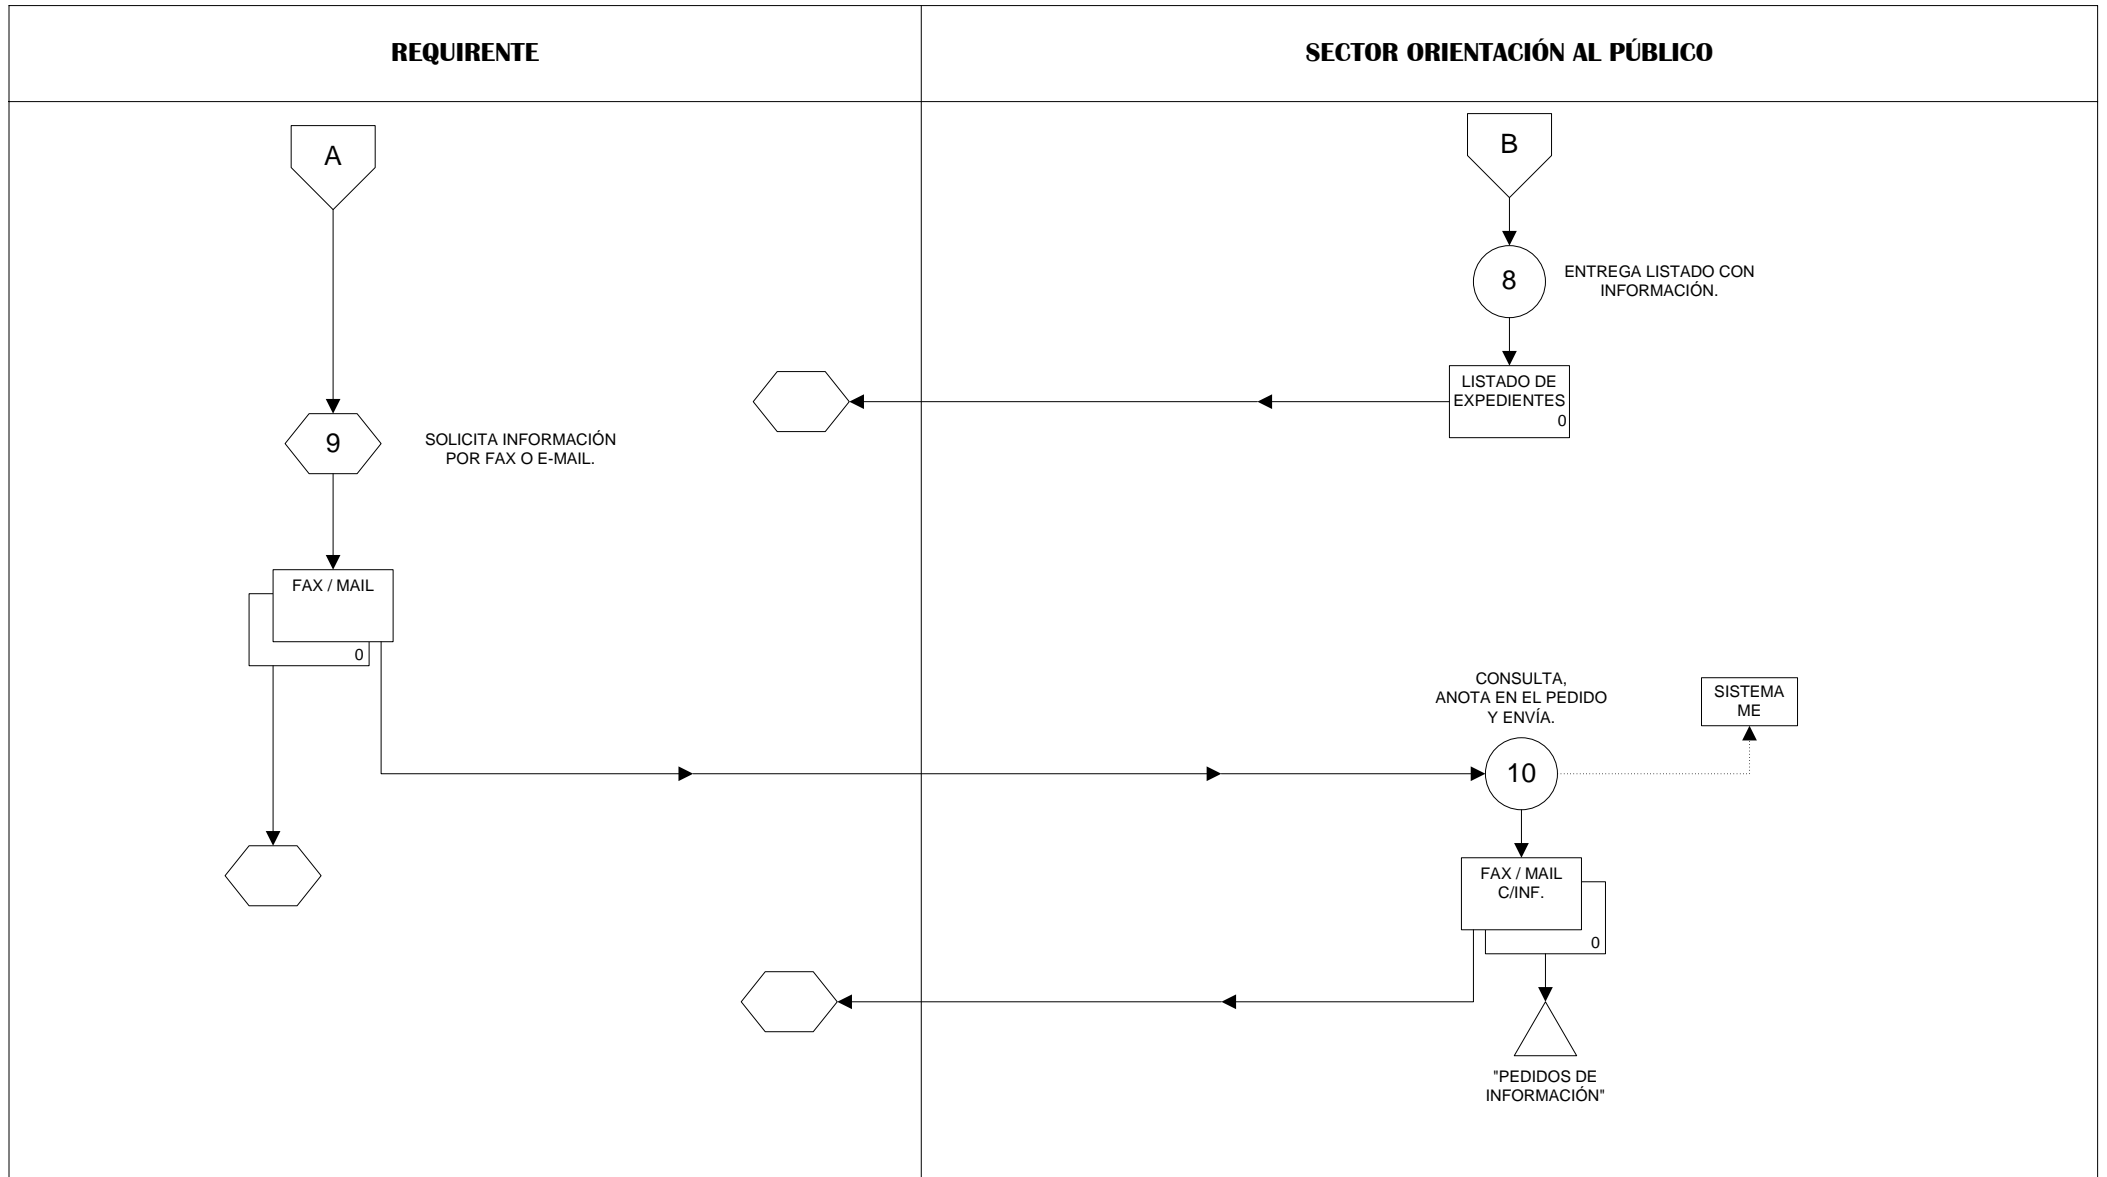 REQUIRENTE
SECTOR ORIENTACIÓN AL PÚBLICO
A
B
8
ENTREGA LISTADO CON
INFORMACIÓN.
LISTADO DE
EXPEDIENTES
0
9
SOLICITA INFORMACIÓN
POR FAX O E-MAIL.
FAX / MAIL
0
CONSULTA,
ANOTA EN EL PEDIDO
Y ENVÍA.
SISTEMA
ME
10
FAX / MAIL
C/INF.
0
"PEDIDOS DE
INFORMACIÓN"